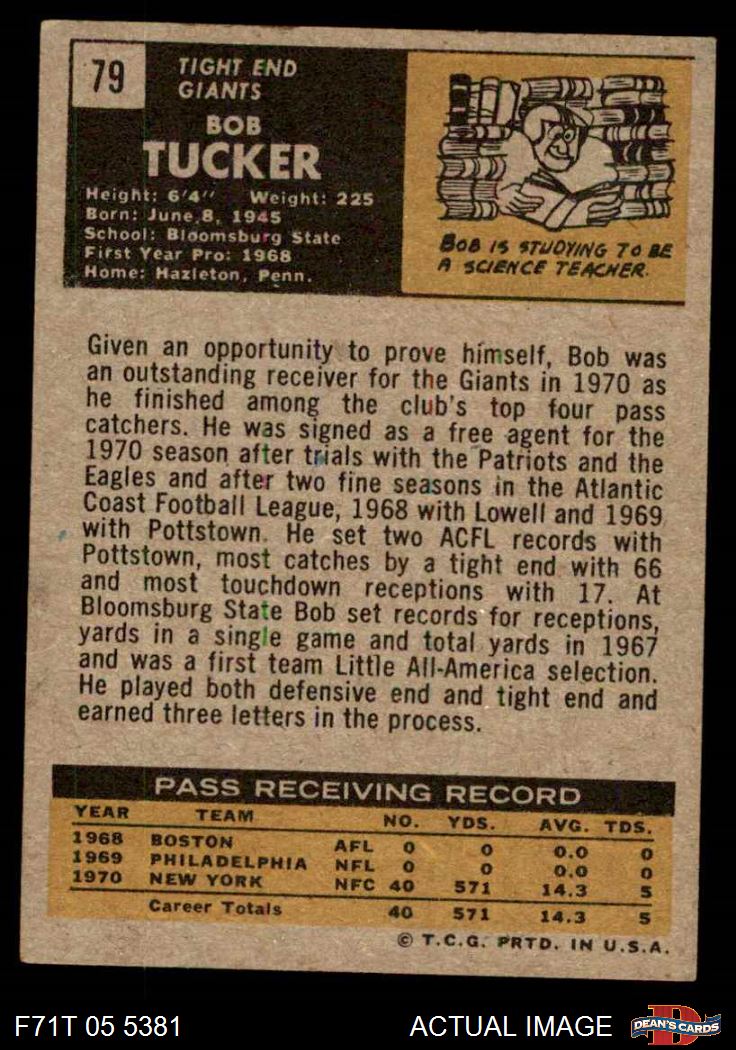 79
TIGHT END
GIANTS
BOB
TUCKER
Height: 6'4" Weight: 225
Born: June 8, 1945
School: Bloomsburg State
First Year Pro: 1968
Home: Hazleton, Penn.
BOB IS STUDYING TO BE
A SCIENCE TEACHER.
Given an opportunity to prove himself, Bob was
an outstanding receiver for the Giants in 1970 as
he finished among the club's top four pass
catchers. He was signed as a free agent for the
1970 season after trials with the Patriots and the
Eagles and after two fine seasons in the Atlantic
Coast Football League, 1968 with Lowell and 1969
with Pottstown. He set two ACFL records with
Pottstown, most catches by a tight end with 66
and most touchdown receptions with 17. At
Bloomsburg State Bob set records for receptions,
yards in a single game and total yards in 1967
and was a first team Little All-America selection.
He played both defensive end and tight end and
earned three letters in the process.
PASS RECEIVING RECORD
YEAR TEAM NO. YDS. AVG. TDS.
1968 BOSTON AFL 0 0 0.0 0
1969 PHILADELPHIA NFL 0 0 0.0 0
1970 NEW YORK NFC 40 571 14.3 5
Career Totals 40 571 14.3 5
© T.C.G. PRTD. IN U.S.A.
F71T 05 5381 ACTUAL IMAGE
D
DEAN'S CARDS